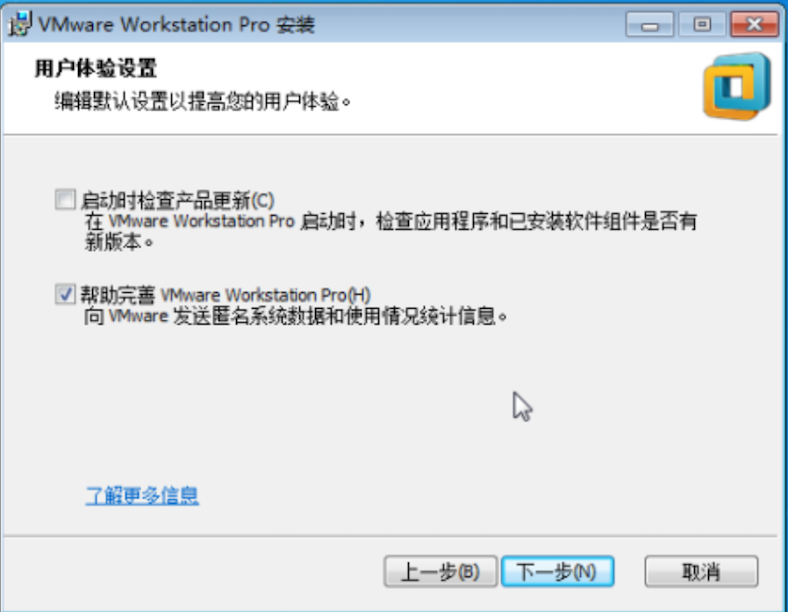 VMware Workstation Pro 安装
用户体验设置
编辑默认设置以提高您的用户体验。
启动时检查产品更新(C)
在 VMware Workstation Pro 启动时，检查应用程序和已安装软件组件是否有
新版本。
帮助完善 VMware Workstation Pro(H)
向 VMware 发送匿名系统数据和使用情况统计信息。
了解更多信息
上一步(B) 下一步(N) 取消